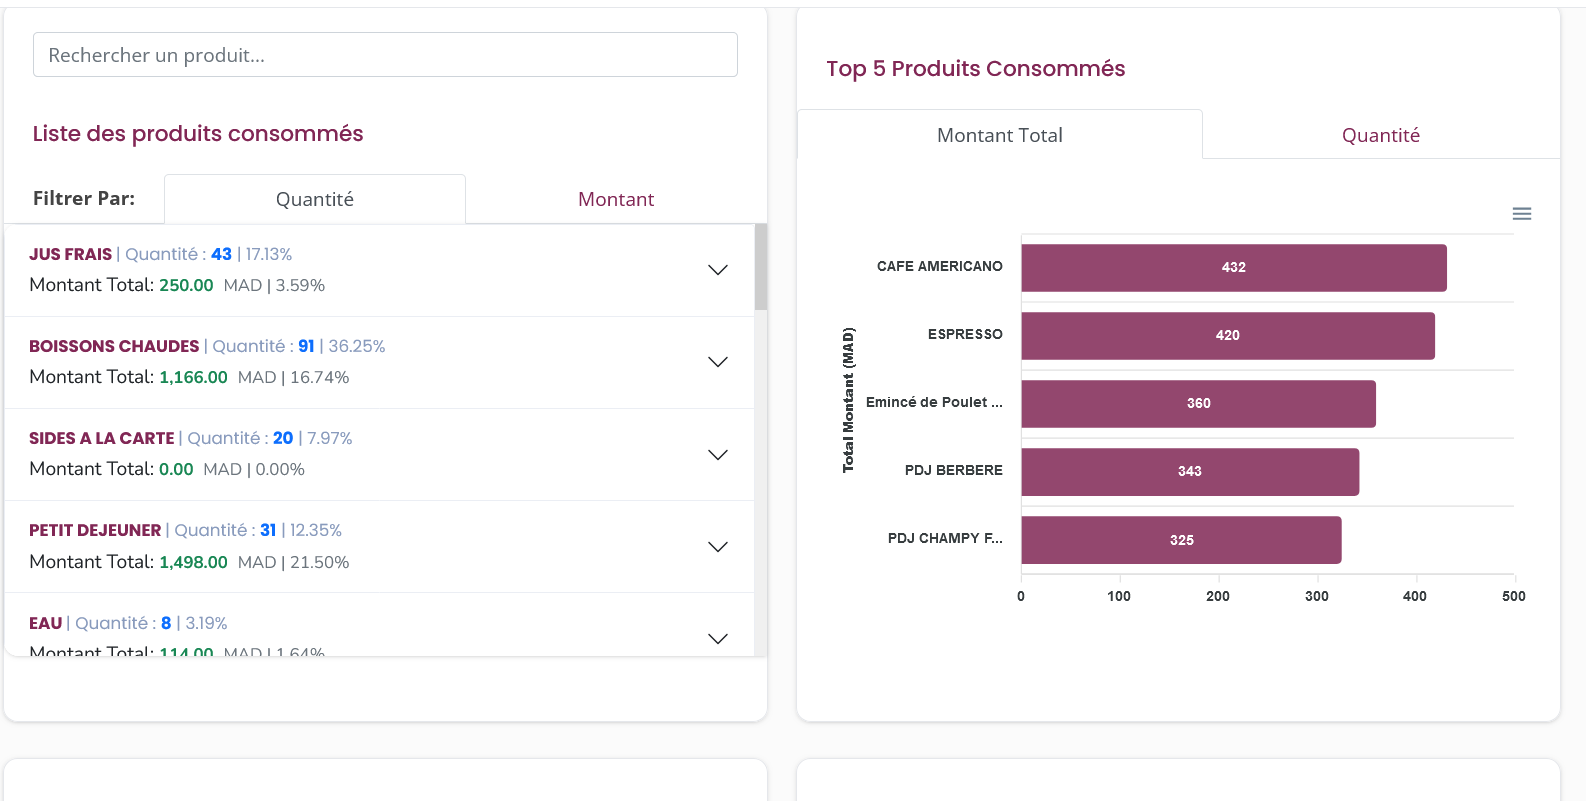 Rechercher un produit...
Liste des produits consommés
Filtrer Par:
Quantité
Montant
JUS FRAIS | Quantité : 43 | 17.13%
Montant Total: 250.00 MAD | 3.59%
BOISSONS CHAUDES | Quantité : 91 | 36.25%
Montant Total: 1,166.00 MAD | 16.74%
SIDES A LA CARTE | Quantité : 20 | 7.97%
Montant Total: 0.00 MAD | 0.00%
PETIT DEJEUNER | Quantité : 31 | 12.35%
Montant Total: 1,498.00 MAD | 21.50%
EAU | Quantité : 8 | 3.19%
Montant Total: 114.00 MAD | 1.64%
Top 5 Produits Consommés
Montant Total
Quantité
Total Montant (MAD)
CAFE AMERICANO
432
ESPRESSO
420
Emincé de Poulet ...
360
PDJ BERBERE
343
PDJ CHAMPY F...
325
0
100
200
300
400
500